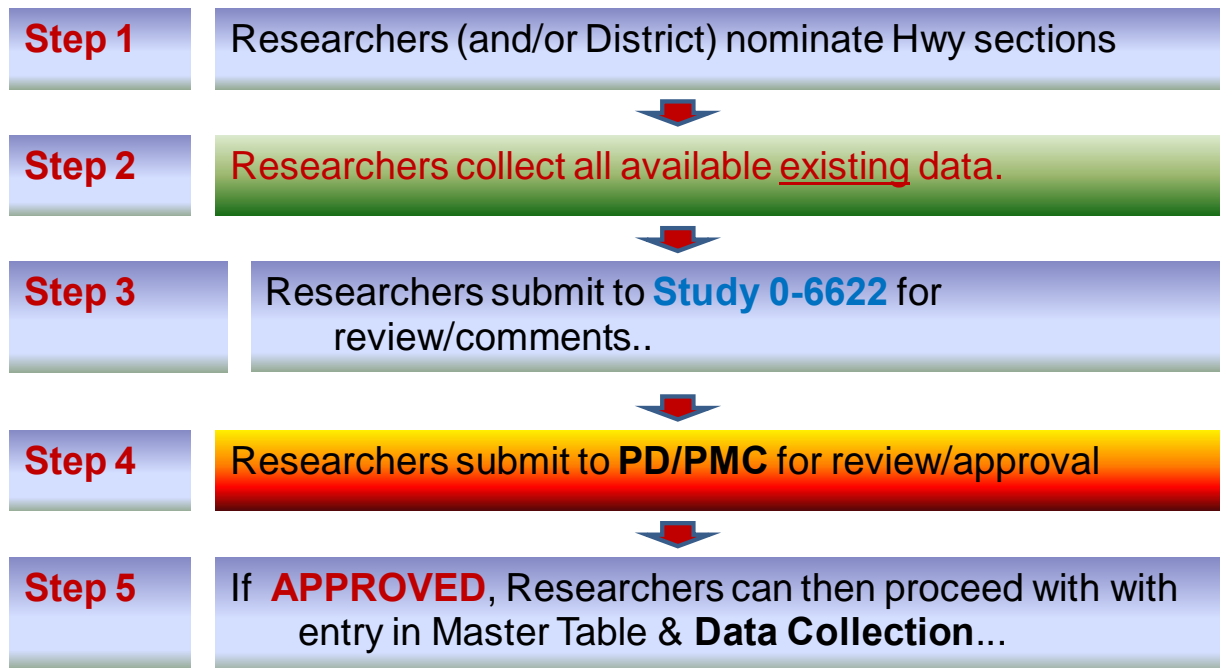 Step 1
Researchers (and/or District) nominate Hwy sections
Step 2
Researchers collect all available existing data.
Step 3
Researchers submit to Study 0-6622 for
review/comments..
Step 4
Researchers submit to PD/PMC for review/approval
Step 5
If APPROVED, Researchers can then proceed with with
entry in Master Table & Data Collection...